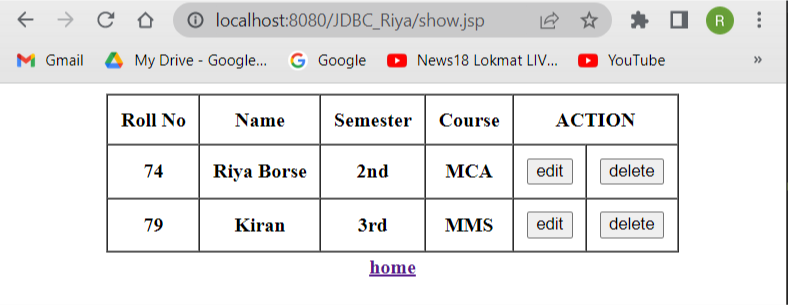 localhost:8080/JDBC_Riya/show.jsp R
Gmail My Drive - Google... Google News18 Lokmat LIV... YouTube »
Roll No Name Semester Course ACTION
74 Riya Borse 2nd MCA edit delete
79 Kiran 3rd MMS edit delete
home